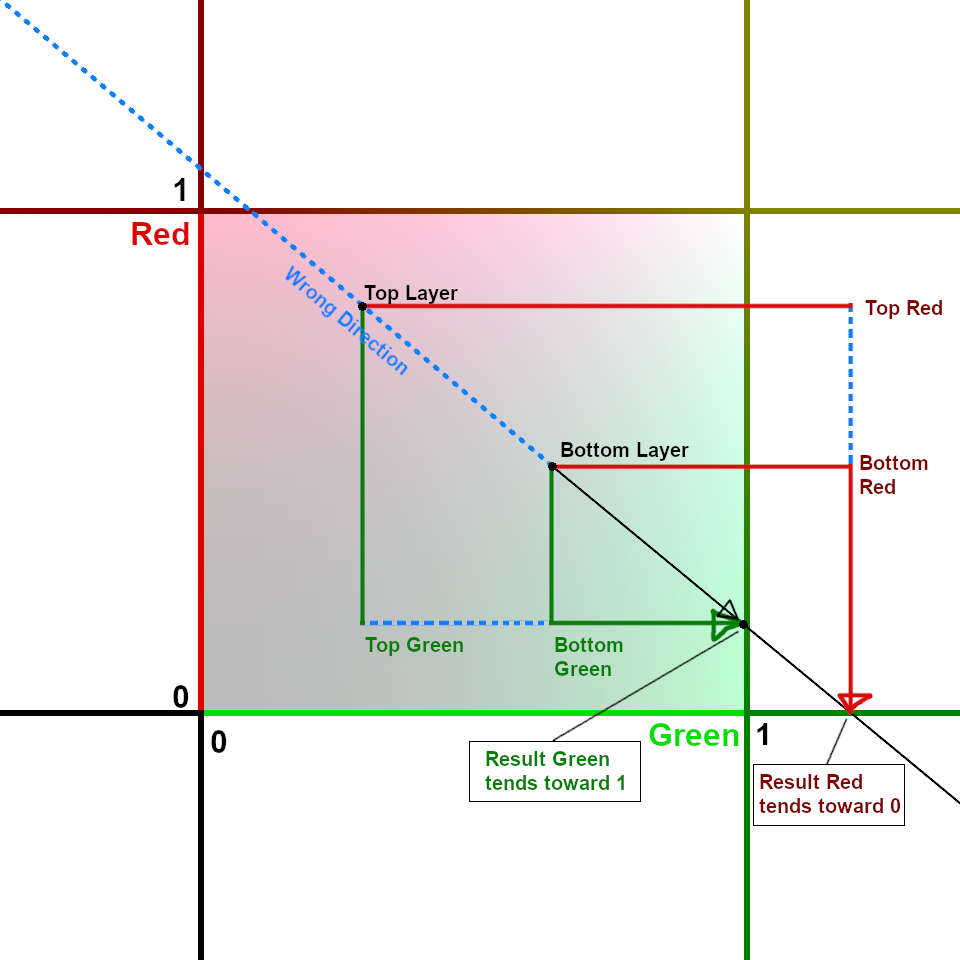 1
Red
Wrong Direction
Top Layer
Top Red
Bottom Layer
Bottom
Red
Top Green
Bottom
Green
0
0
Green
1
Result Green
tends toward 1
Result Red
tends toward 0